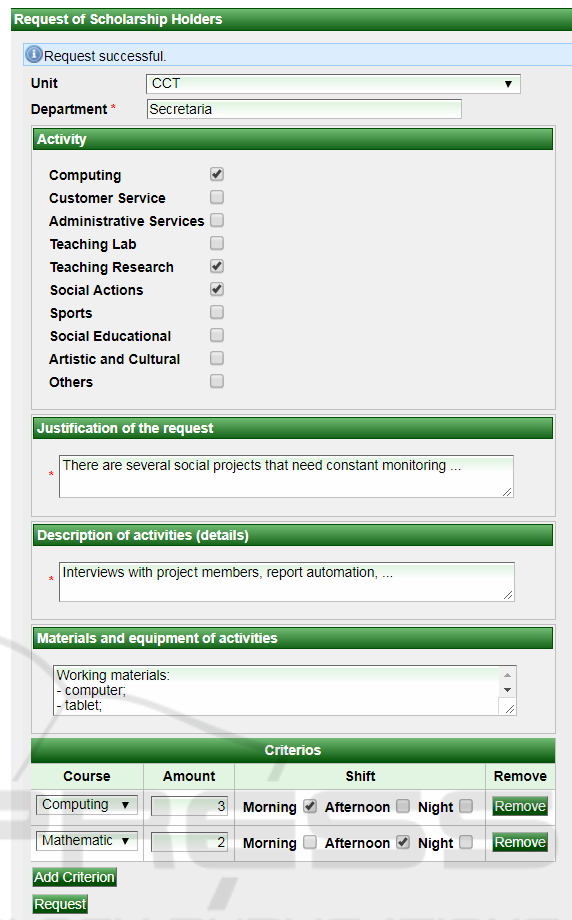 Request of Scholarship Holders
Request successful.
Unit CCT
Department * Secretaria
Activity
Computing
Customer Service
Administrative Services
Teaching Lab
Teaching Research
Social Actions
Sports
Social Educational
Artistic and Cultural
Others
Justification of the request
* There are several social projects that need constant monitoring ...
Description of activities (details)
* Interviews with project members, report automation, ...
Materials and equipment of activities
Working materials:
- computer;
- tablet;
Criterios
Course Amount Shift Remove
Computing 3 Morning Afternoon Night Remove
Mathematic 2 Morning Afternoon Night Remove
Add Criterion
Request